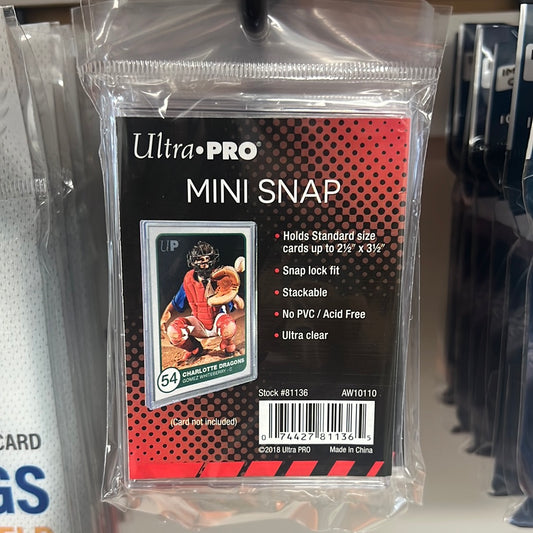 Ultra•PRO®
MINI SNAP
• Holds Standard size
cards up to 2½" x 3½"
• Snap lock fit
• Stackable
• No PVC / Acid Free
• Ultra clear
UP
54
CHARLOTTE DRAGONS
GOMEZ WHITEBERRY - C
(Card not included)
Stock #81136
AW10110
0 74427 81136 5
©2018 Ultra PRO
Made In China
CARD
GS